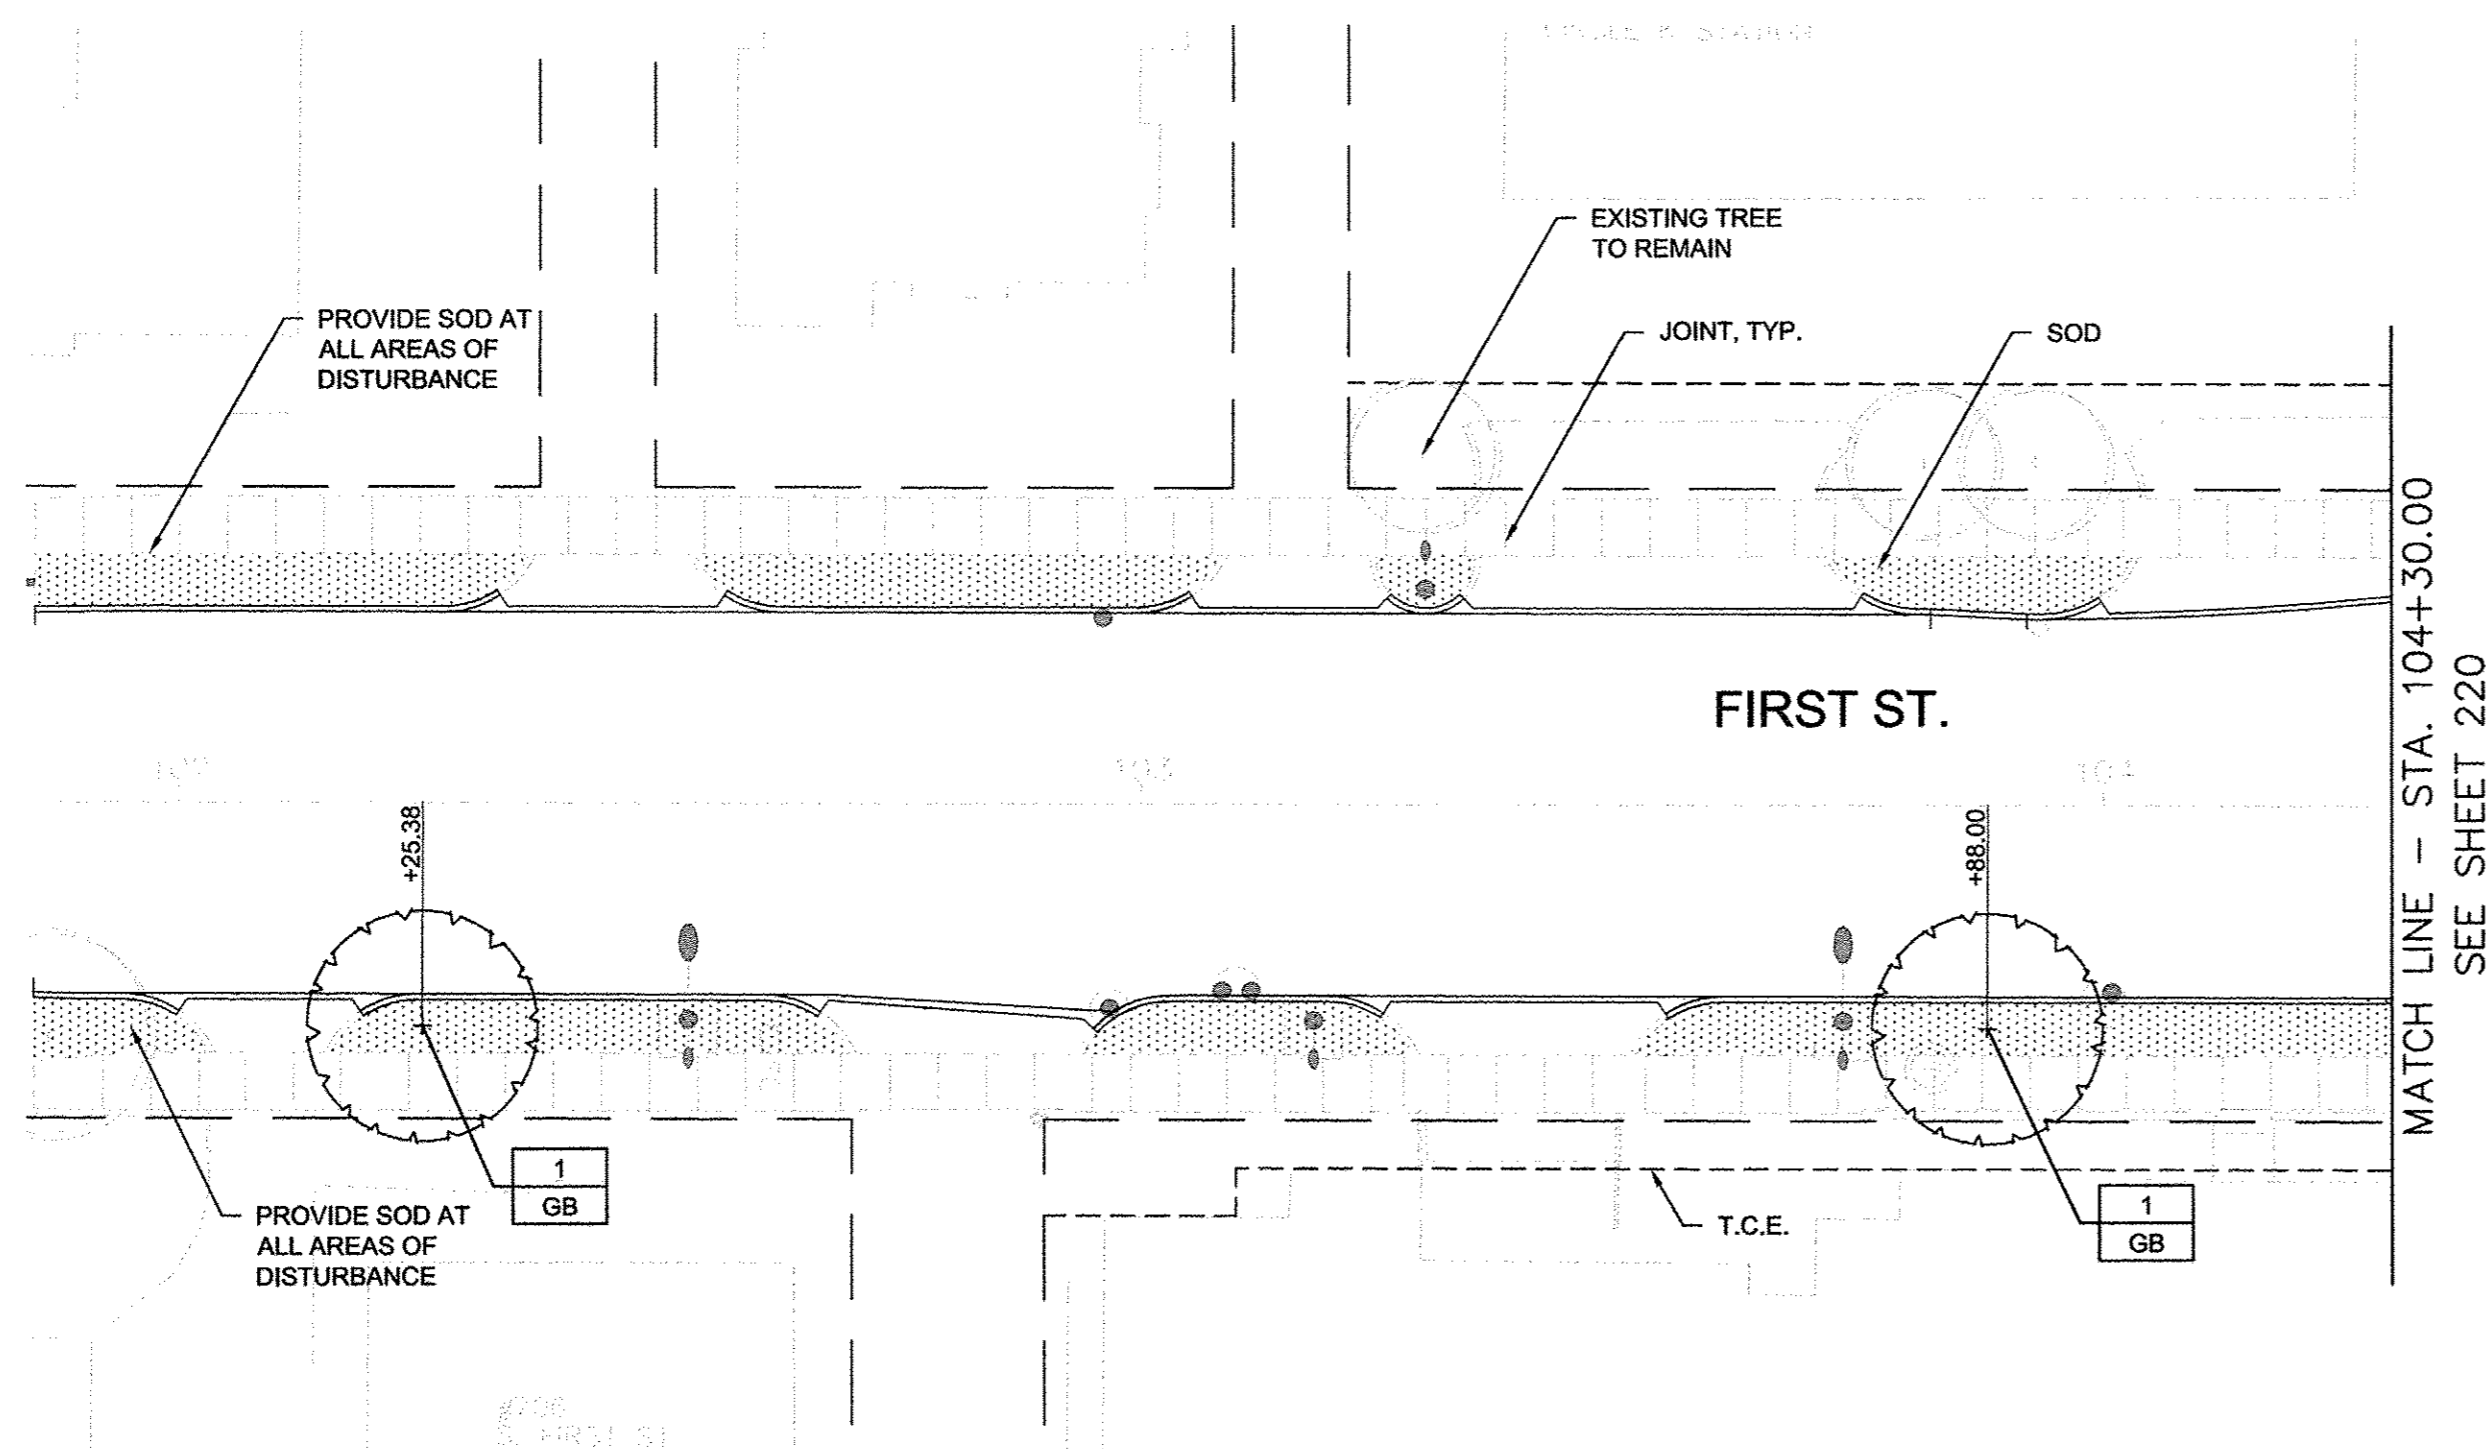 EXISTING TREE
TO REMAIN
PROVIDE SOD AT
ALL AREAS OF
DISTURBANCE
JOINT, TYP.
SOD
FIRST ST.
103
104
+25.38
+88.00
1
GB
PROVIDE SOD AT
ALL AREAS OF
DISTURBANCE
T.C.E.
1
GB
MATCH LINE - STA. 104+30.00
SEE SHEET 220